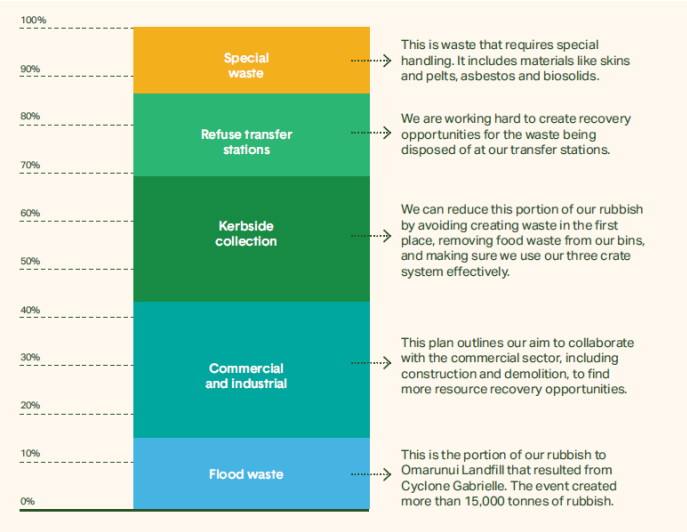 100%
90%
80%
70%
60%
50%
40%
30%
20%
10%
0%
Special
waste
This is waste that requires special
handling. It includes materials like skins
and pelts, asbestos and biosolids.
Refuse transfer
stations
We are working hard to create recovery
opportunities for the waste being
disposed of at our transfer stations.
Kerbside
collection
We can reduce this portion of our rubbish
by avoiding creating waste in the first
place, removing food waste from our bins,
and making sure we use our three crate
system effectively.
Commercial
and industrial
This plan outlines our aim to collaborate
with the commercial sector, including
construction and demolition, to find
more resource recovery opportunities.
Flood waste
This is the portion of our rubbish to
Omarunui Landfill that resulted from
Cyclone Gabrielle. The event created
more than 15,000 tonnes of rubbish.